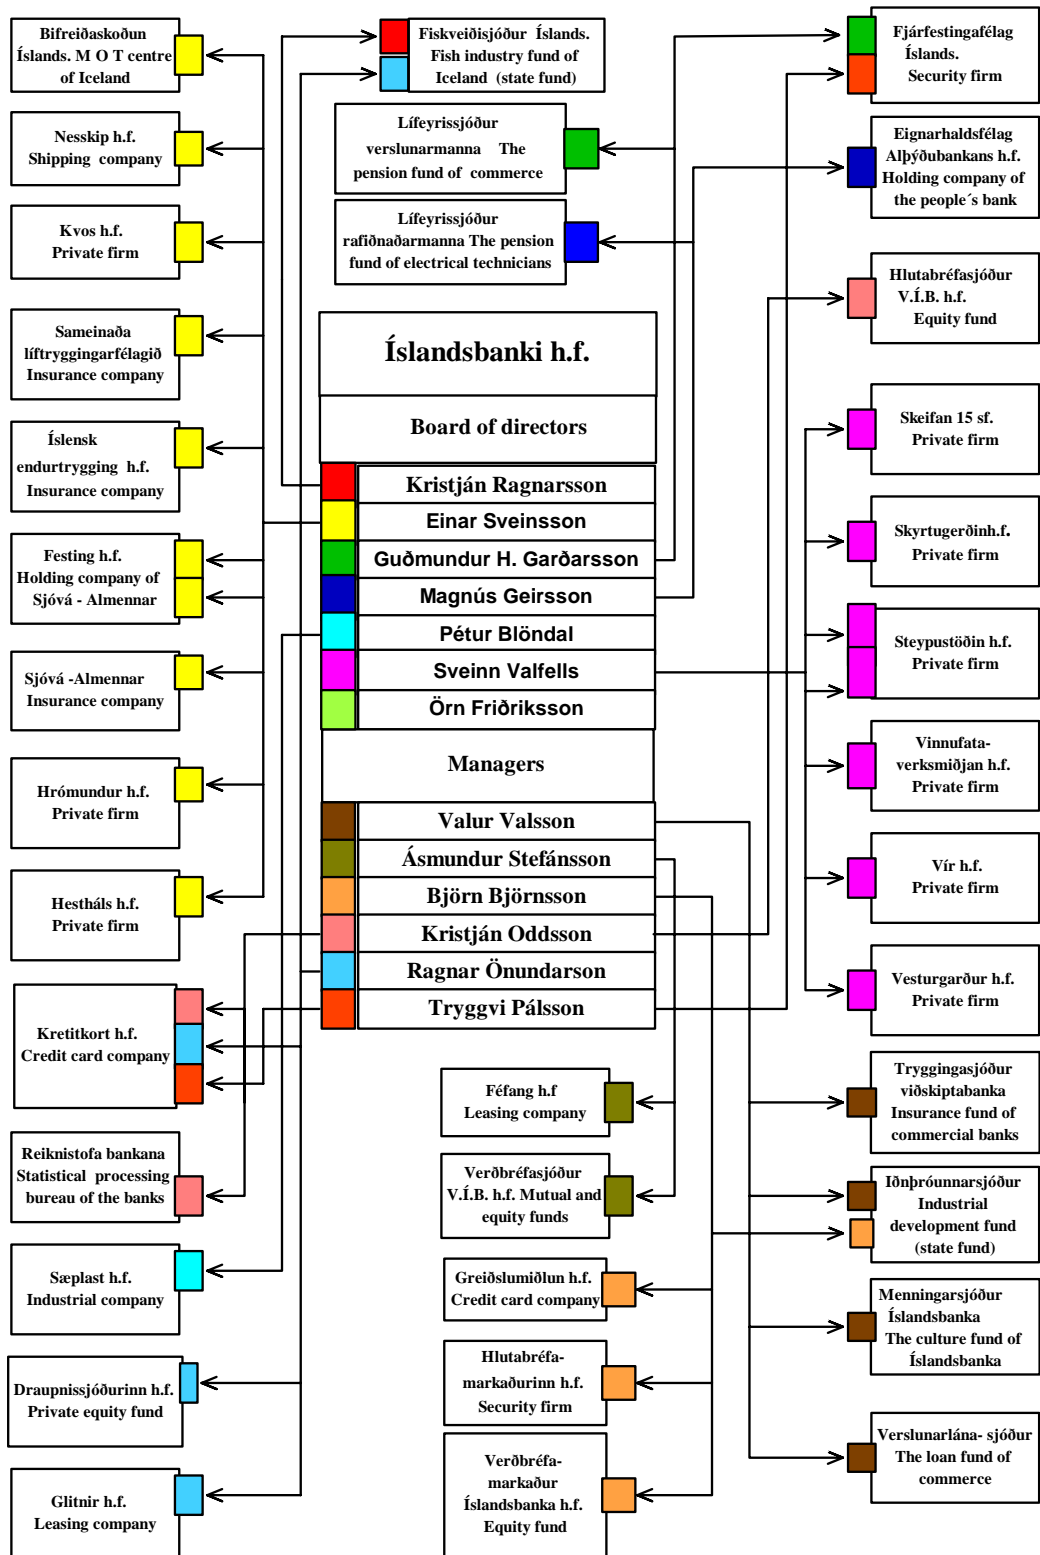 Bifreiðaskoðun
Íslands. M O T centre
of Iceland
Nesskip h.f.
Shipping company
Kvos h.f.
Private firm
Sameinaða
líftryggingarfélagið
Insurance company
Íslensk
endurtrygging h.f.
Insurance company
Festing h.f.
Holding company of
Sjóvá - Almennar
Sjóvá -Almennar
Insurance company
Hrómundur h.f.
Private firm
Hestháls h.f.
Private firm
Kretitkort h.f.
Credit card company
Reiknistofa bankana
Statistical processing
bureau of the banks
Sæplast h.f.
Industrial company
Draupnissjóðurinn h.f.
Private equity fund
Glitnir h.f.
Leasing company
Fiskveiðisjóður Íslands.
Fish industry fund of
Iceland (state fund)
Lífeyrissjóður
verslunarmanna The
pension fund of commerce
Lífeyrissjóður
rafiðnaðarmanna The pension
fund of electrical technicians
Íslandsbanki h.f.
Board of directors
Kristján Ragnarsson
Einar Sveinsson
Guðmundur H. Garðarsson
Magnús Geirsson
Pétur Blöndal
Sveinn Valfells
Örn Friðriksson
Managers
Valur Valsson
Ásmundur Stefánsson
Björn Björnsson
Kristján Oddsson
Ragnar Önundarson
Tryggvi Pálsson
Féfang h.f
Leasing company
Verðbréfasjóður
V.Í.B. h.f. Mutual and
equity funds
Greiðslumiðlun h.f.
Credit card company
Hlutabréfa-
markaðurinn h.f.
Security firm
Verðbréfa-
markaður
Íslandsbanka h.f.
Equity fund
Fjárfestingafélag
Íslands.
Security firm
Eignarhaldsfélag
Alþýðubankans h.f.
Holding company of
the people´s bank
Hlutabréfasjóður
V.Í.B. h.f.
Equity fund
Skeifan 15 sf.
Private firm
Skyrtugerðinh.f.
Private firm
Steypustöðin h.f.
Private firm
Vinnufata-
verksmiðjan h.f.
Private firm
Vír h.f.
Private firm
Vesturgarður h.f.
Private firm
Tryggingasjóður
viðskiptabanka
Insurance fund of
commercial banks
Iðnþróunnarsjóður
Industrial
development fund
(state fund)
Menningarsjóður
Íslandsbanka
The culture fund of
Íslandsbanka
Verslunarlána- sjóður
The loan fund of
commerce